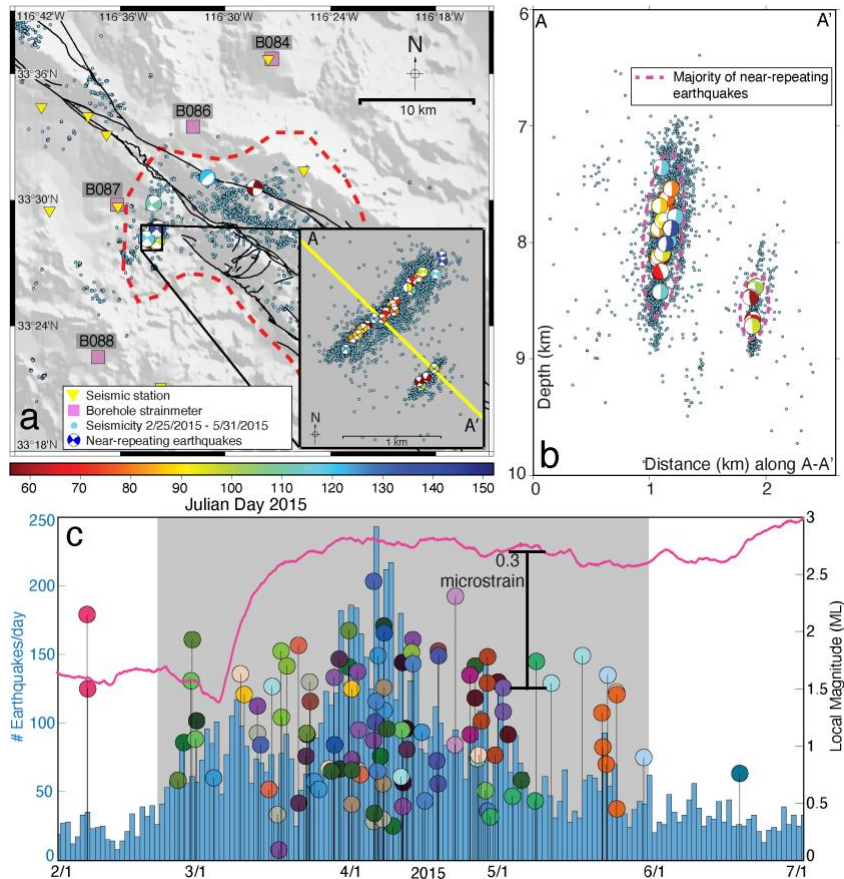 116°42'W
116°36'W
116°30'W
116°24'W
116°18'W
33°36'N
33°30'N
33°24'N
33°18'N
B084
B086
B087
B088
N
10 km
A
A'
N
1 km
Seismic station
Borehole strainmeter
Seismicity 2/25/2015 - 5/31/2015
Near-repeating earthquakes
a
60 70 80 90 100 110 120 130 140 150
Julian Day 2015
A A'
Majority of near-repeating
earthquakes
6
7
8
9
10
Depth (km)
b
Distance (km) along A-A'
0 1 2
c
250
200
150
100
50
0
# Earthquakes/day
0.3
microstrain
3
2.5
2
1.5
1
0.5
0
Local Magnitude (ML)
2/1 3/1 4/1 2015 5/1 6/1 7/1